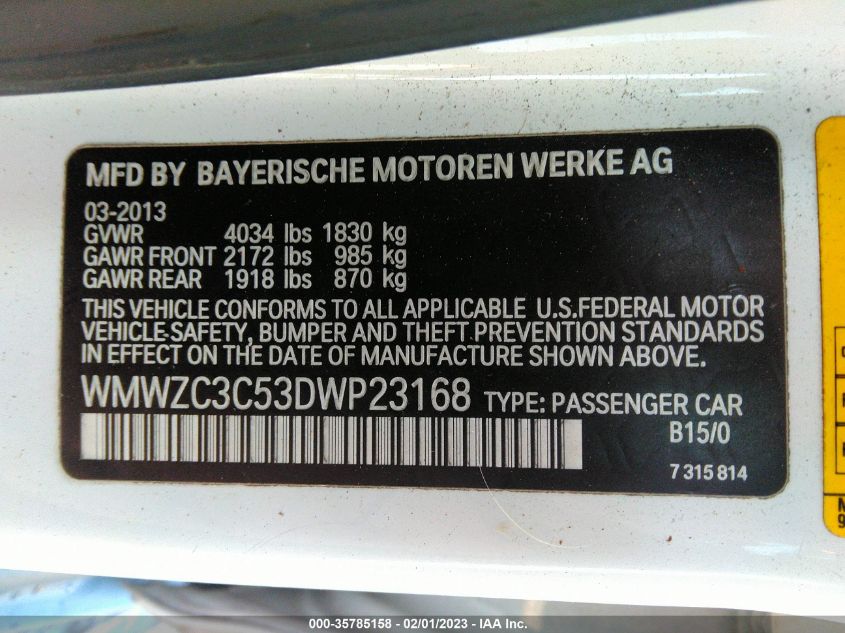 MFD BY BAYERISCHE MOTOREN WERKE AG
03-2013
GVWR 4034 lbs 1830 kg
GAWR FRONT 2172 lbs 985 kg
GAWR REAR 1918 lbs 870 kg
THIS VEHICLE CONFORMS TO ALL APPLICABLE U.S.FEDERAL MOTOR
VEHICLE-SAFETY, BUMPER AND THEFT PREVENTION STANDARDS
IN EFFECT ON THE DATE OF MANUFACTURE SHOWN ABOVE.
WMWZC3C53DWP23168 TYPE: PASSENGER CAR
B15/0
7 315 814
000-35785158 - 02/01/2023 - IAA Inc.